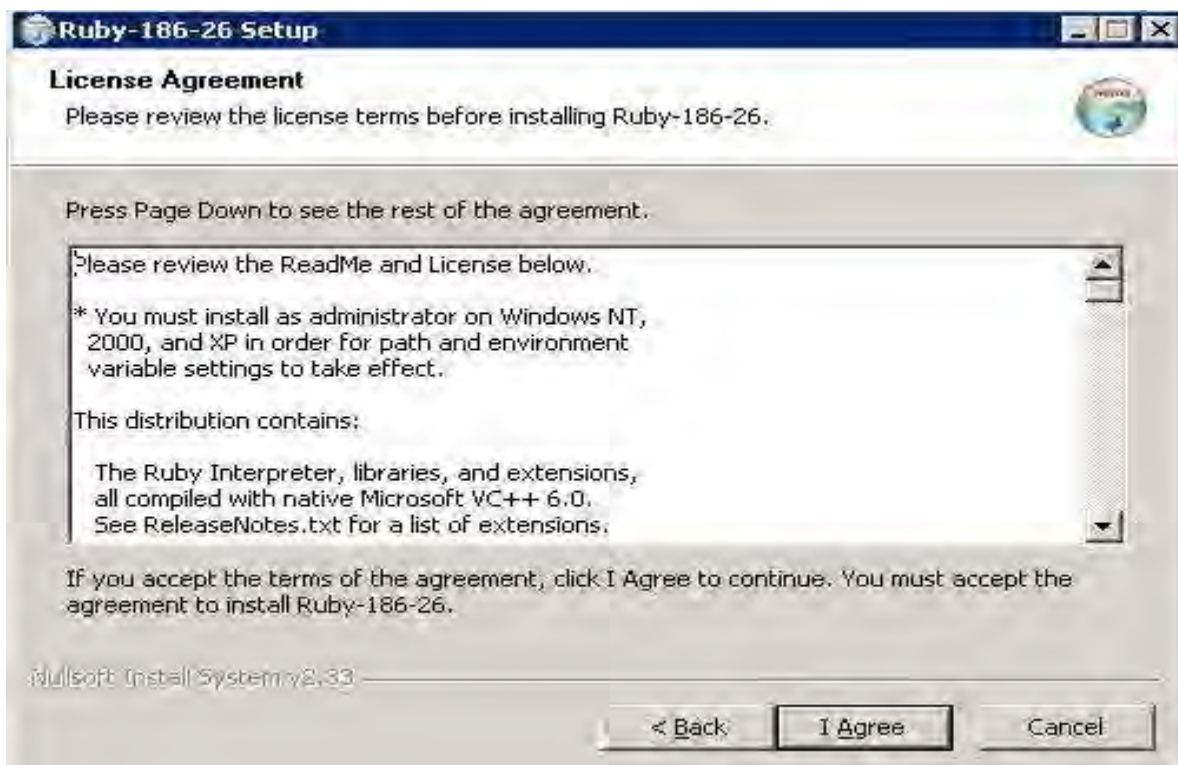 Ruby-186-26 Setup
License Agreement
Please review the license terms before installing Ruby-186-26.
Press Page Down to see the rest of the agreement.
Please review the ReadMe and License below.
* You must install as administrator on Windows NT,
2000, and XP in order for path and environment
variable settings to take effect.
This distribution contains:
The Ruby Interpreter, libraries, and extensions,
all compiled with native Microsoft VC++ 6.0.
See ReleaseNotes.txt for a list of extensions.
If you accept the terms of the agreement, click I Agree to continue. You must accept the
agreement to install Ruby-186-26.
Nullsoft Install System v2.33
< Back
I Agree
Cancel